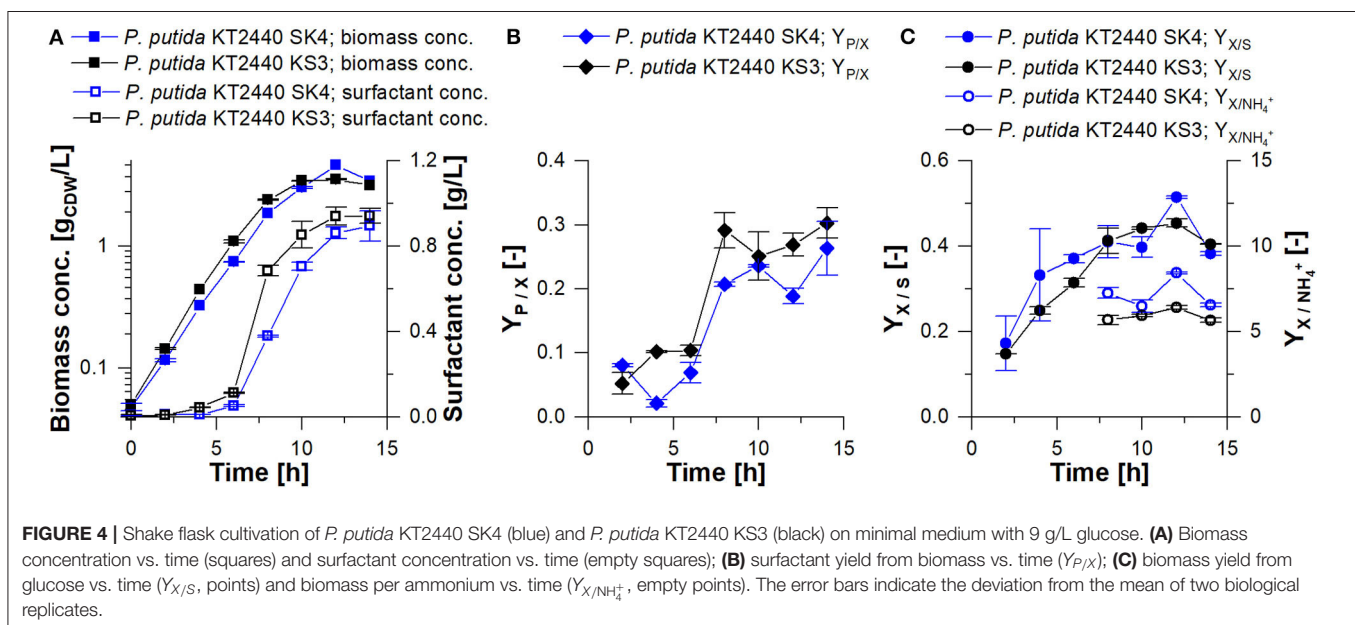 A
P. putida KT2440 SK4; biomass conc.
P. putida KT2440 KS3; biomass conc.
P. putida KT2440 SK4; surfactant conc.
P. putida KT2440 KS3; surfactant conc.
Biomass conc. [gCDW/L]
1
0.1
1.2
0.8
0.4
0.0
Surfactant conc. [g/L]
0 5 10 15
Time [h]
B
P. putida KT2440 SK4; YP/X
P. putida KT2440 KS3; YP/X
YP / X [-]
0.4
0.3
0.2
0.1
0.0
0 5 10 15
Time [h]
C
P. putida KT2440 SK4; YX/S
P. putida KT2440 KS3; YX/S
P. putida KT2440 SK4; YX/NH4+
P. putida KT2440 KS3; YX/NH4+
YX / S [-]
0.6
0.4
0.2
0.0
15
10
5
0
YX / NH4+ [-]
0 5 10 15
Time [h]
FIGURE 4 | Shake flask cultivation of P. putida KT2440 SK4 (blue) and P. putida KT2440 KS3 (black) on minimal medium with 9 g/L glucose. (A) Biomass
concentration vs. time (squares) and surfactant concentration vs. time (empty squares); (B) surfactant yield from biomass vs. time (YP/X); (C) biomass yield from
glucose vs. time (YX/S, points) and biomass per ammonium vs. time (YX/NH4+, empty points). The error bars indicate the deviation from the mean of two biological
replicates.